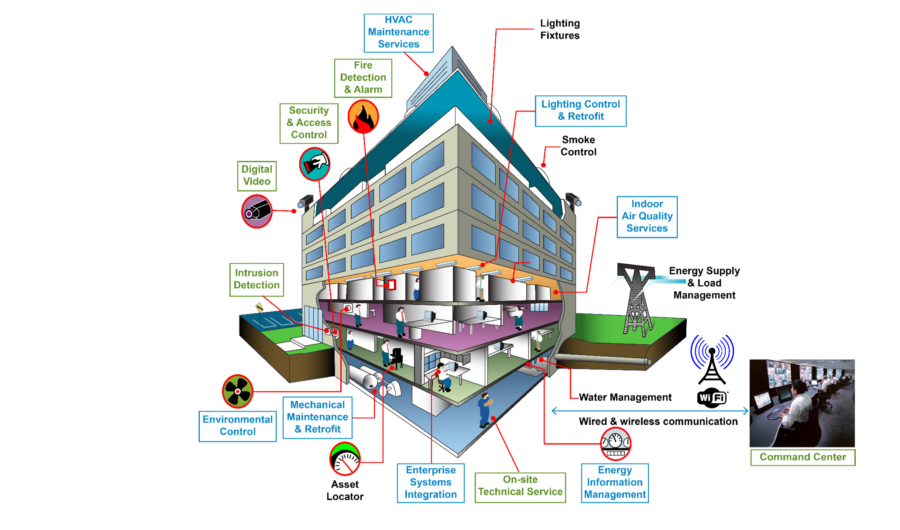 HVAC
Maintenance
Services
Lighting
Fixtures
Fire
Detection
& Alarm
Security
& Access
Control
Lighting Control
& Retrofit
Smoke
Control
Digital
Video
Indoor
Air Quality
Services
Intrusion
Detection
Energy Supply
& Load
Management
Environmental
Control
Mechanical
Maintenance
& Retrofit
Water Management
Wi Fi
Wired & wireless communication
Command Center
Asset
Locator
Enterprise
Systems
Integration
On-site
Technical Service
Energy
Information
Management